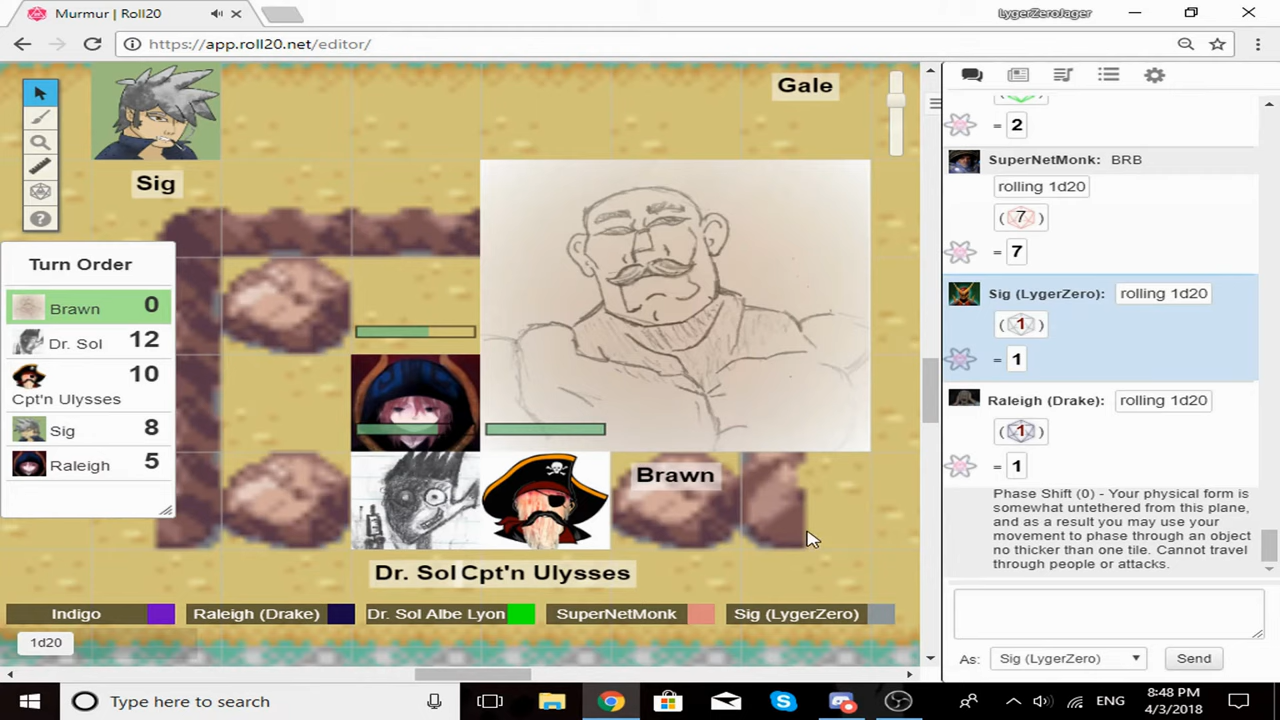 Murmur | Roll20
LygerZeroJager
https://app.roll20.net/editor/
Gale
Sig
Turn Order
Brawn 0
Dr. Sol 12
10
Cpt'n Ulysses
Sig 8
Raleigh 5
Brawn
Dr. Sol Cpt'n Ulysses
Indigo
Raleigh (Drake)
Dr. Sol Albe Lyon
SuperNetMonk
Sig (LygerZero)
1d20
= 2
SuperNetMonk: BRB
rolling 1d20
( 7 )
= 7
Sig (LygerZero): rolling 1d20
( 1 )
= 1
Raleigh (Drake): rolling 1d20
( 1 )
= 1
Phase Shift (0) - Your physical form is
somewhat untethered from this plane,
and as a result you may use your
movement to phase through an object
no thicker than one tile. Cannot travel
through people or attacks.
As: Sig (LygerZero) Send
Type here to search
ENG
8:48 PM
4/3/2018